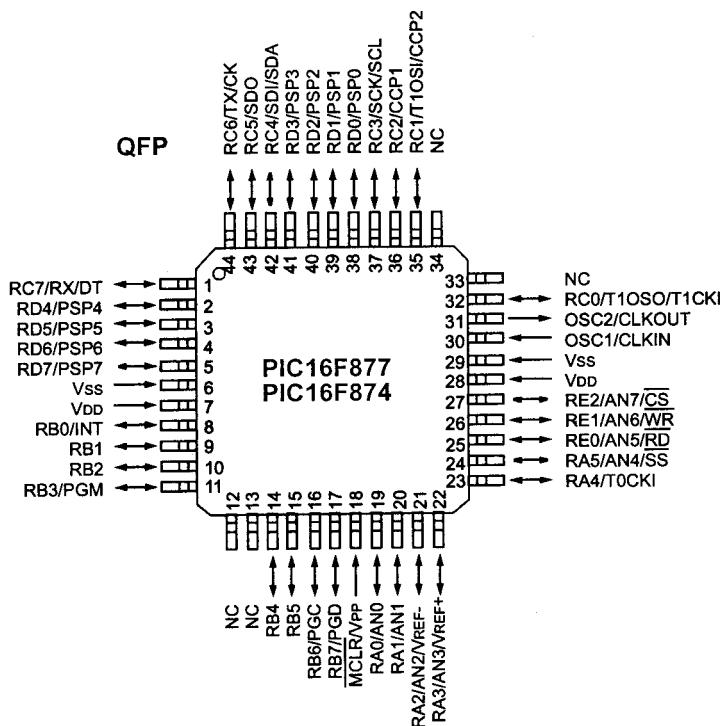 QFP
RC6/TX/CK
RC5/SDO
RC4/SDI/SDA
RD3/PSP3
RD2/PSP2
RD1/PSP1
RD0/PSP0
RC3/SCK/SCL
RC2/CCP1
RC1/T1OSI/CCP2
NC
44 43 42 41 40 39 38 37 36 35 34
RC7/RX/DT 1
RD4/PSP4 2
RD5/PSP5 3
RD6/PSP6 4
RD7/PSP7 5
VSS 6
VDD 7
RB0/INT 8
RB1 9
RB2 10
RB3/PGM 11
PIC16F877
PIC16F874
33 NC
32 RC0/T1OSO/T1CKI
31 OSC2/CLKOUT
30 OSC1/CLKIN
29 VSS
28 VDD
27 RE2/AN7/CS
26 RE1/AN6/WR
25 RE0/AN5/RD
24 RA5/AN4/SS
23 RA4/T0CKI
12 13 14 15 16 17 18 19 20 21 22
NC
NC
RB4
RB5
RB6/PGC
RB7/PGD
MCLR/VPP
RA0/AN0
RA1/AN1
RA2/AN2/VREF-
RA3/AN3/VREF+